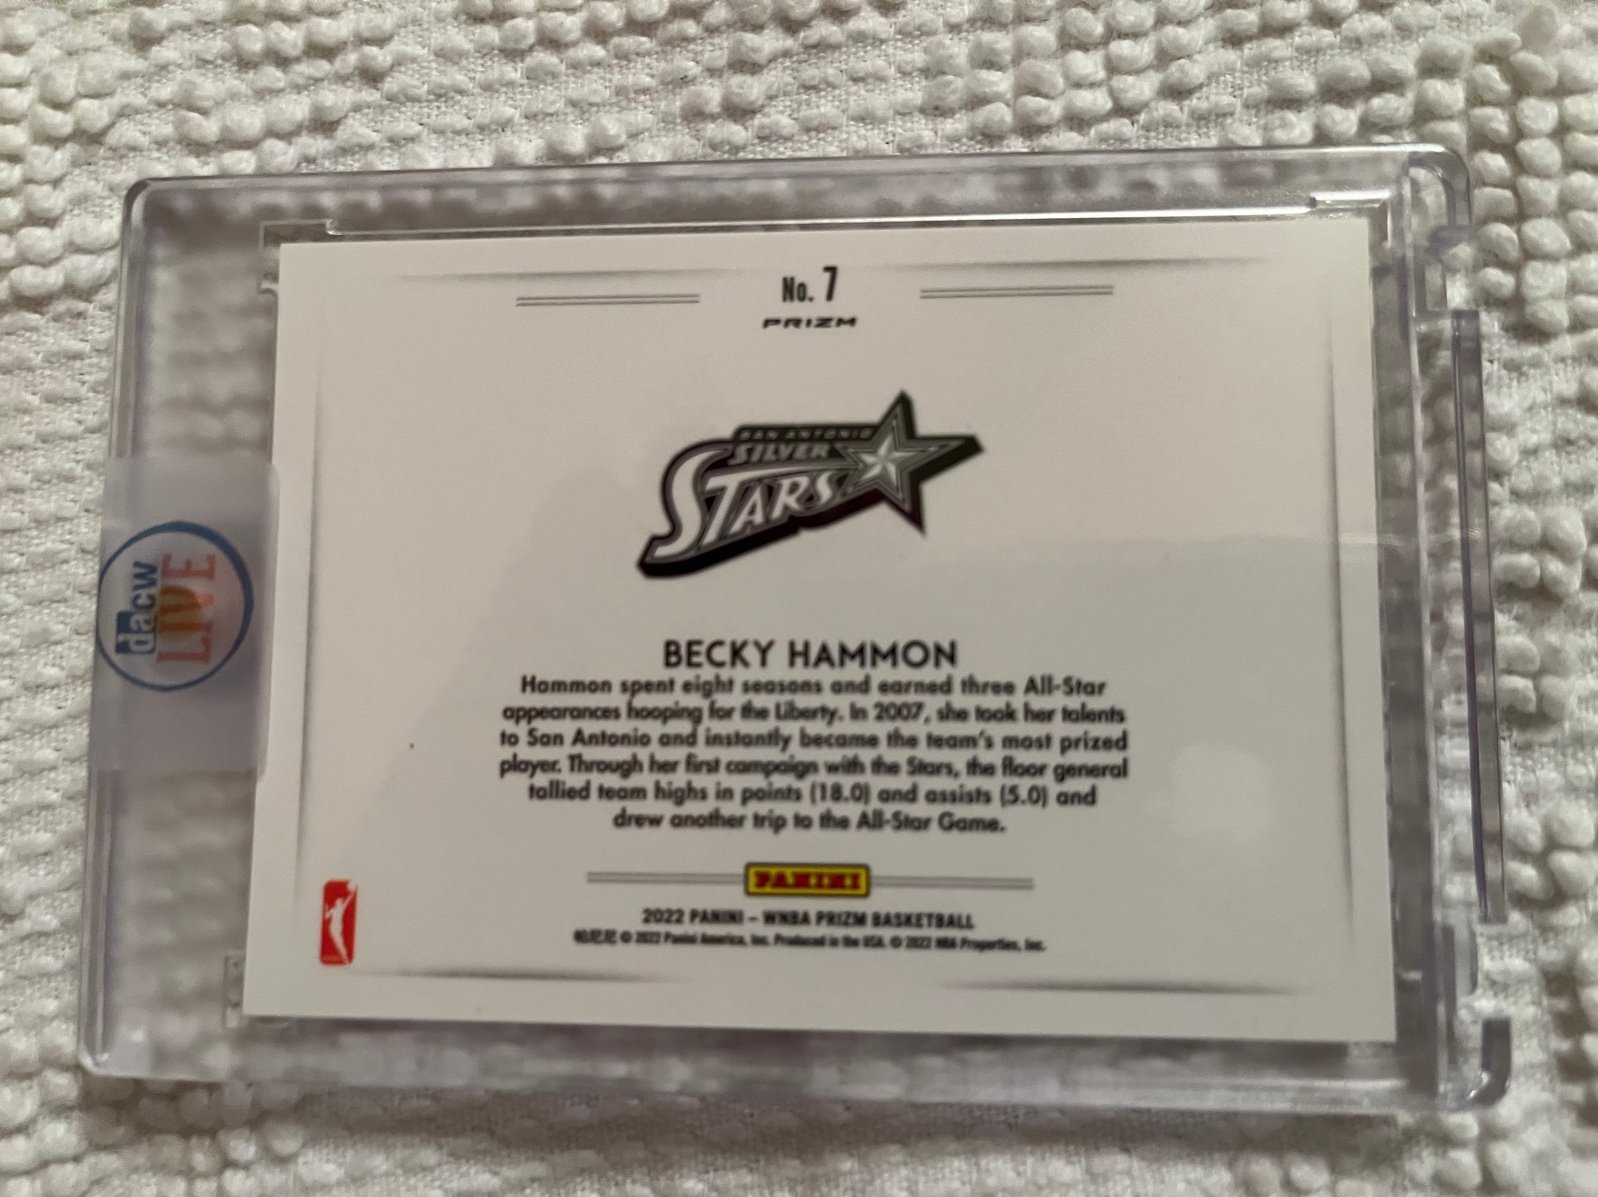 No. 7
PRIZM
SAN ANTONIO
SILVER
STARS
BECKY HAMMON
Hammon spent eight seasons and earned three All-Star
appearances hooping for the Liberty. In 2007, she took her talents
to San Antonio and instantly became the team's most prized
player. Through her first campaign with the Stars, the floor general
tallied team highs in points (18.0) and assists (5.0) and
drew another trip to the All-Star Game.
PANINI
2022 PANINI – WNBA PRIZM BASKETBALL
帕尼尼 © 2022 Panini America, Inc. Produced in the USA. © 2022 NBA Properties, Inc.
dacw
LIVE